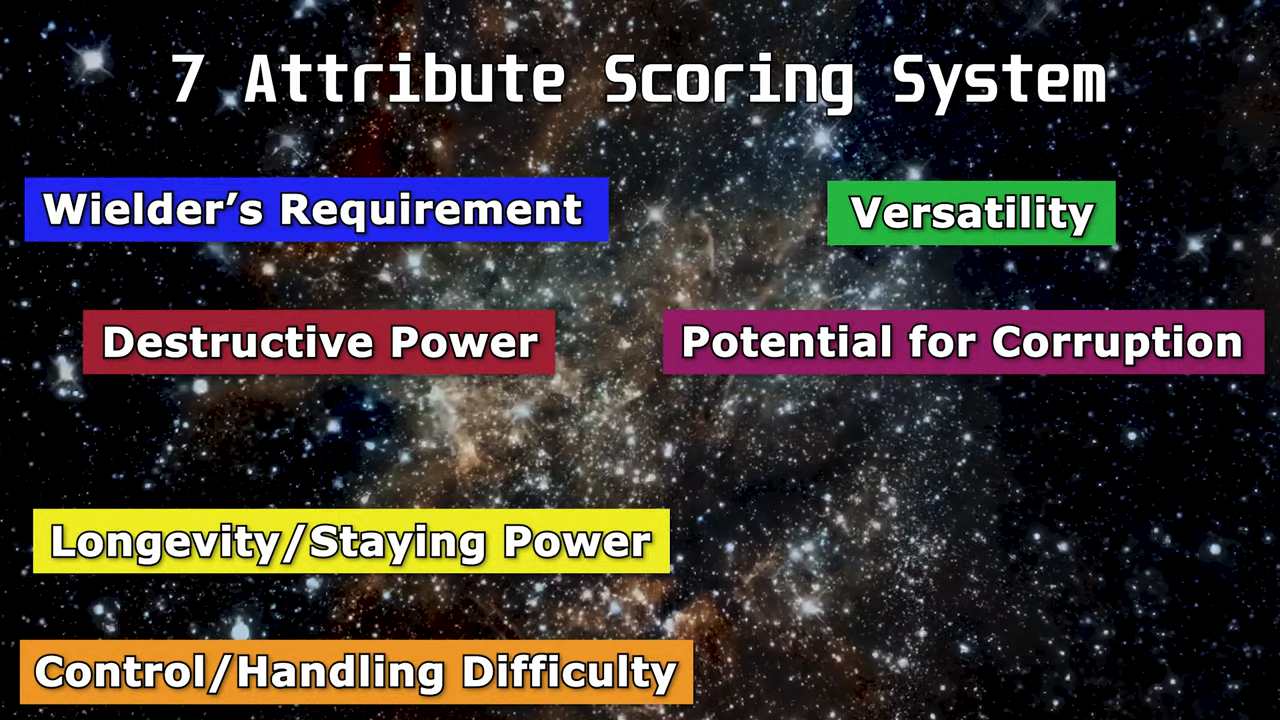 7 Attribute Scoring System
Wielder’s Requirement
Versatility
Destructive Power
Potential for Corruption
Longevity/Staying Power
Control/Handling Difficulty